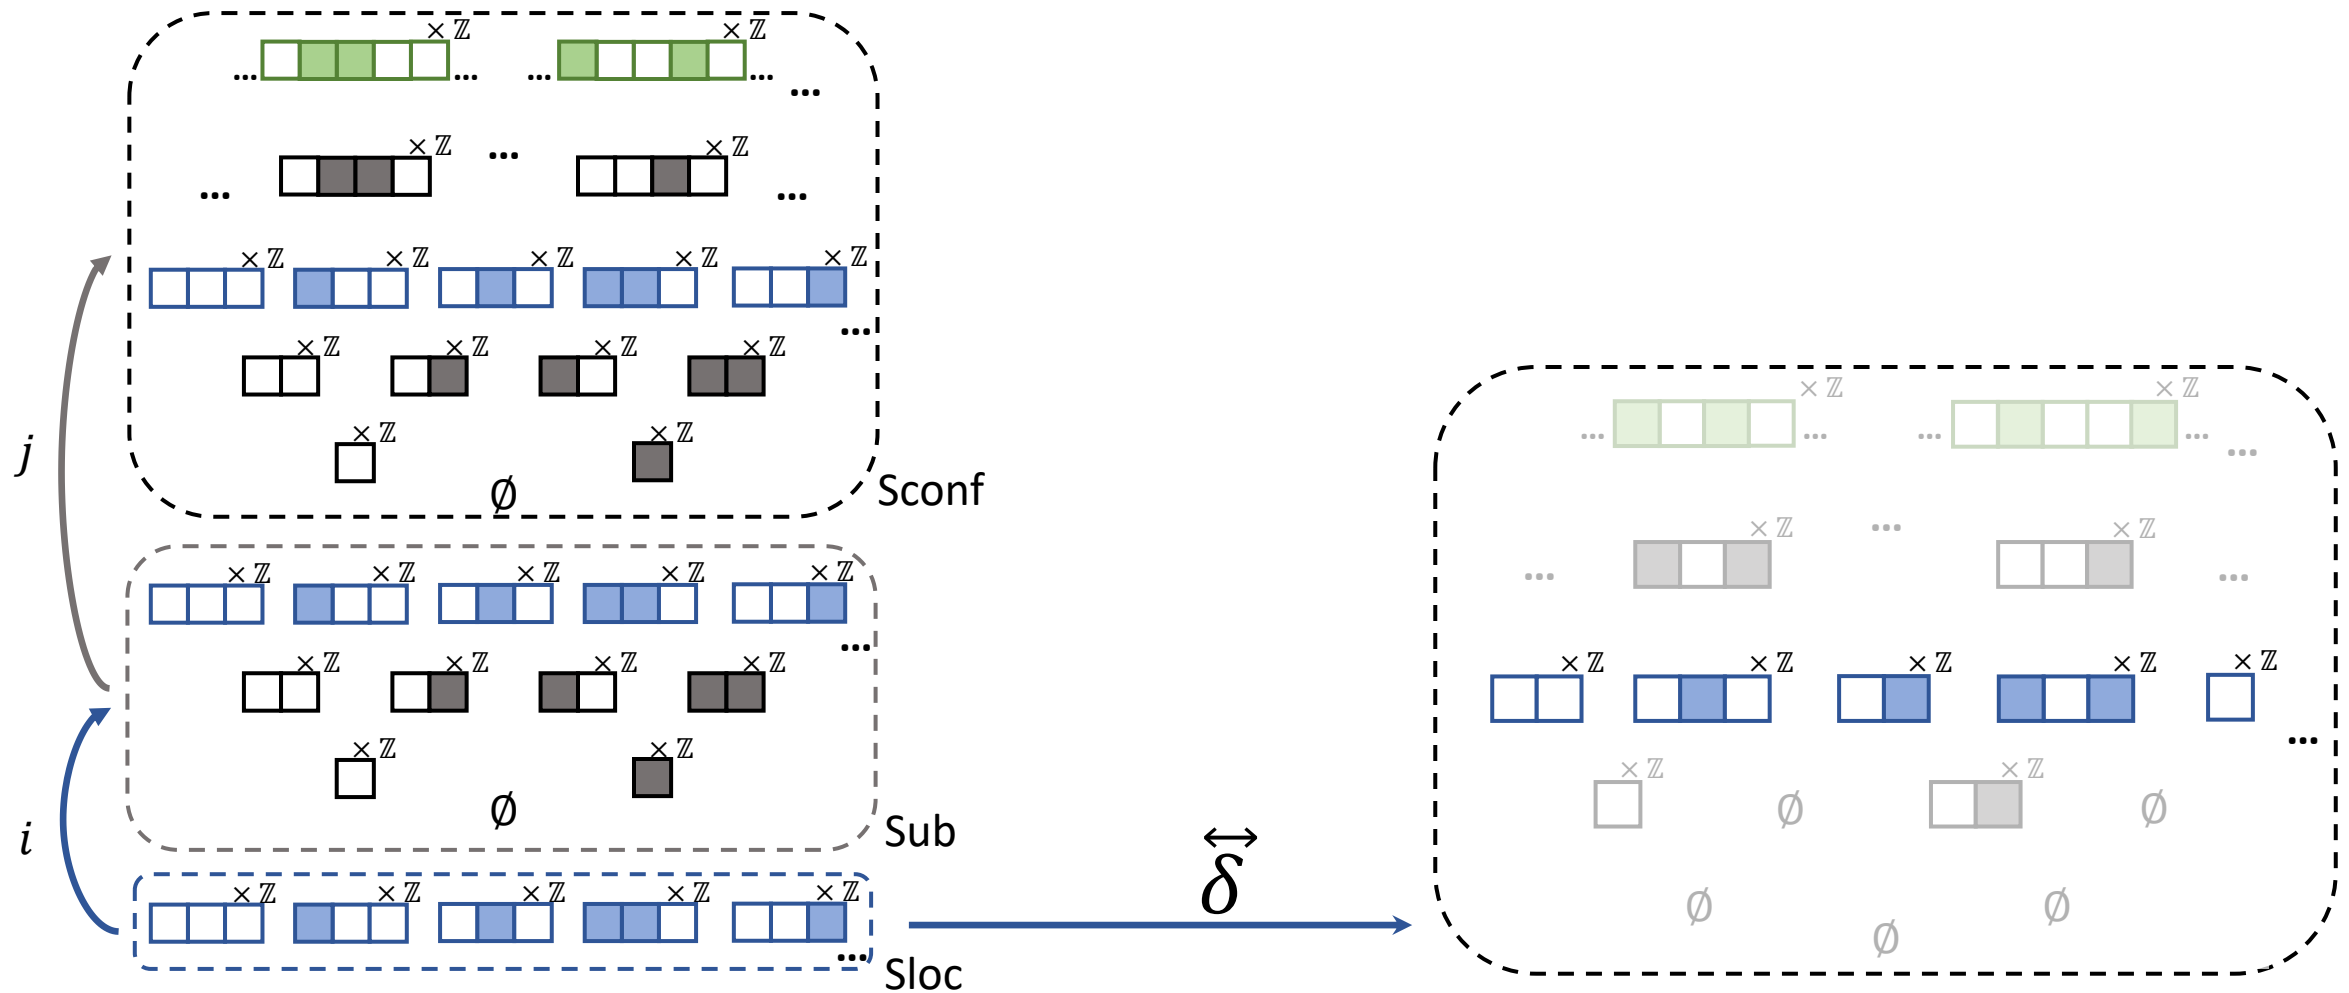 × ℤ × ℤ
... ... ... ... ...
× ℤ ... × ℤ
... ...
× ℤ × ℤ × ℤ × ℤ × ℤ
...
× ℤ × ℤ × ℤ × ℤ
× ℤ × ℤ
∅
Sconf
j
× ℤ × ℤ × ℤ × ℤ × ℤ
...
× ℤ × ℤ × ℤ × ℤ
× ℤ × ℤ
∅
Sub
i
× ℤ × ℤ × ℤ × ℤ × ℤ
...
Sloc
δ⃡
× ℤ × ℤ
... ... ... ... ...
× ℤ ... × ℤ
... ...
× ℤ × ℤ × ℤ × ℤ × ℤ
...
× ℤ ∅ × ℤ ∅
∅ ∅
∅